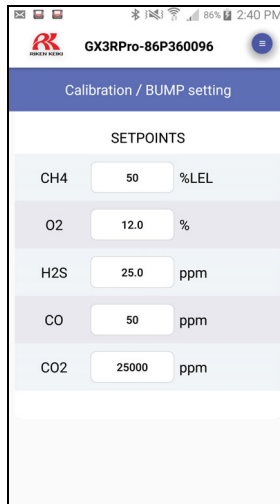 86% 2:40 PM
RIKEN KEIKI GX3RPro-86P360096
Calibration / BUMP setting
SETPOINTS
CH4 50 %LEL
O2 12.0 %
H2S 25.0 ppm
CO 50 ppm
CO2 25000 ppm